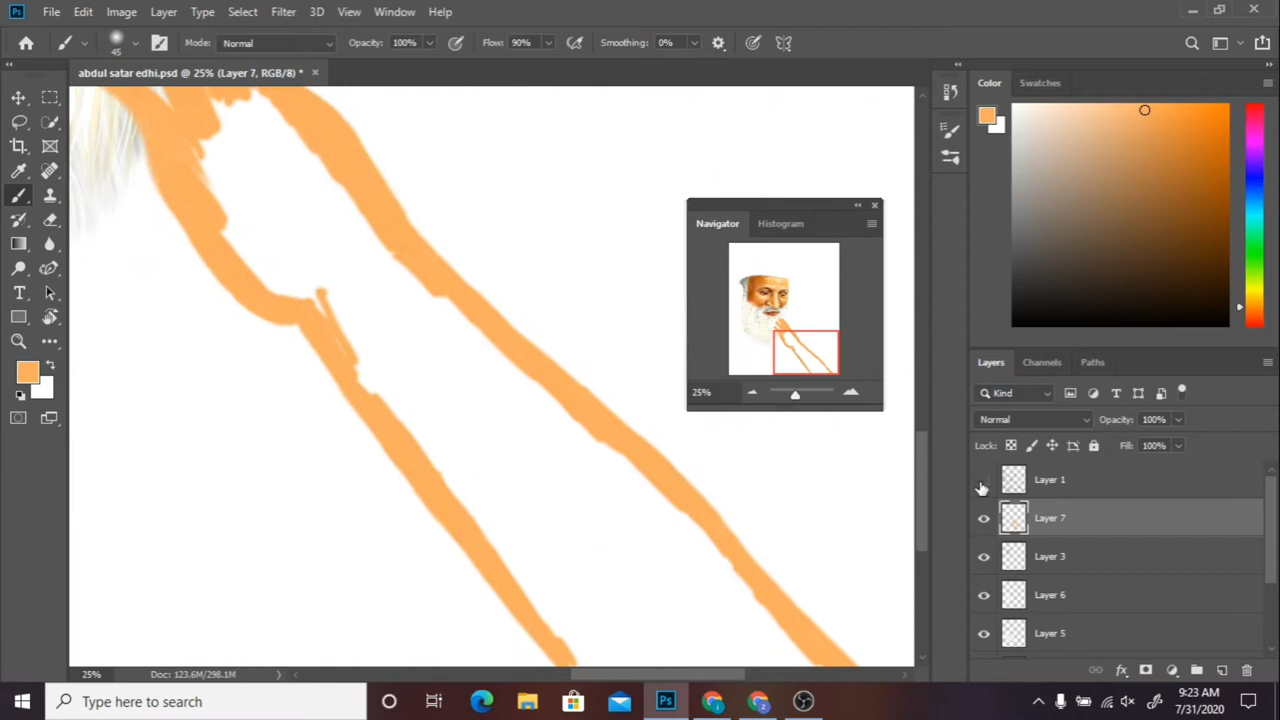 Ps File Edit Image Layer Type Select Filter 3D View Window Help
45 Mode: Normal Opacity: 100% Flow: 90% Smoothing: 0%
abdul satar edhi.psd @ 25% (Layer 7, RGB/8) *
Color Swatches
Navigator Histogram
25%
Layers Channels Paths
Kind
Normal Opacity: 100%
Lock: Fill: 100%
Layer 1
Layer 7
Layer 3
Layer 6
Layer 5
25% Doc: 123.6M/298.1M
Type here to search
Ps
9:23 AM
7/31/2020